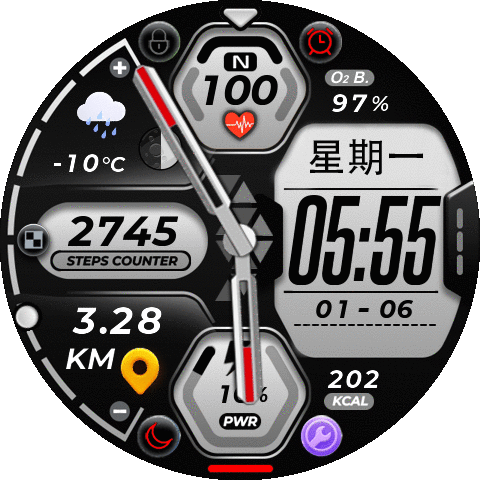 N
100
O2 B.
97%
-10°C
星期一
2745
STEPS COUNTER
05:55
01-06
3.28
KM
202
KCAL
PWR